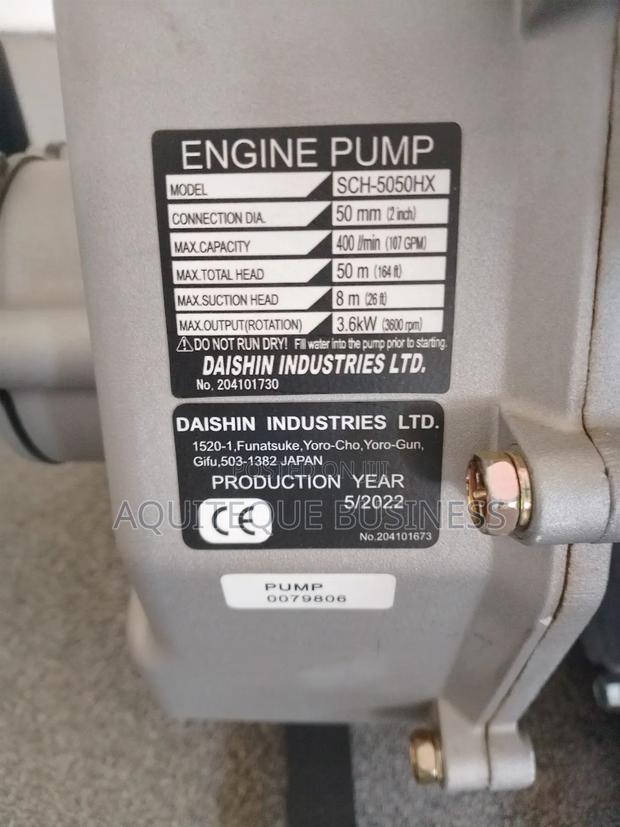 ENGINE PUMP
MODEL SCH-5050HX
CONNECTION DIA. 50 mm (2 inch)
MAX.CAPACITY 400 l/min (107 GPM)
MAX.TOTAL HEAD 50 m (164 ft)
MAX.SUCTION HEAD 8 m (26 ft)
MAX.OUTPUT(ROTATION) 3.6kW (3600 rpm)
⚠DO NOT RUN DRY! Fill water into the pump prior to starting.
DAISHIN INDUSTRIES LTD.
No. 204101730
DAISHIN INDUSTRIES LTD.
1520-1,Funatsuke,Yoro-Cho,Yoro-Gun,
Gifu,503-1382 JAPAN
POSTED ON JIJI
PRODUCTION YEAR
5/2022
AQUITEQUE BUSINESS
CE
No.204101673
PUMP
0079806